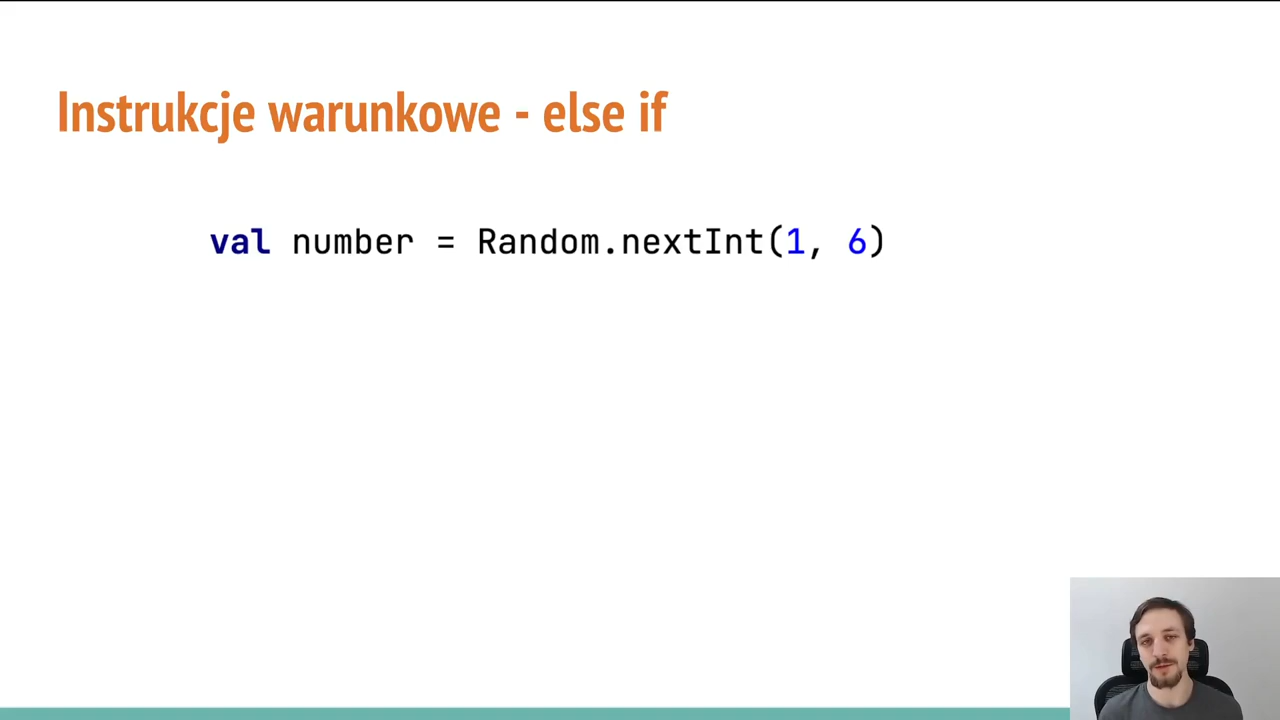 Instrukcje warunkowe - else if
val number = Random.nextInt(1, 6)